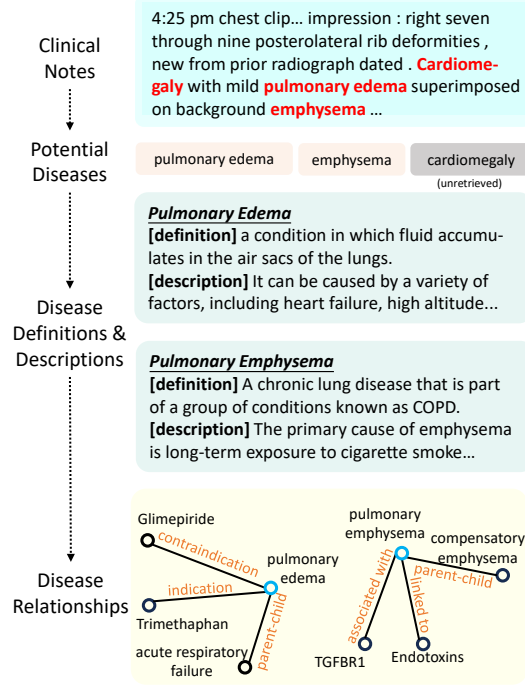 Clinical
Notes
4:25 pm chest clip... impression : right seven
through nine posterolateral rib deformities ,
new from prior radiograph dated . Cardiome-
galy with mild pulmonary edema superimposed
on background emphysema ...
Potential
Diseases
pulmonary edema
emphysema
cardiomegaly
(unretrieved)
Disease
Definitions &
Descriptions
Pulmonary Edema
[definition] a condition in which fluid accumu-
lates in the air sacs of the lungs.
[description] It can be caused by a variety of
factors, including heart failure, high altitude...
Pulmonary Emphysema
[definition] A chronic lung disease that is part
of a group of conditions known as COPD.
[description] The primary cause of emphysema
is long-term exposure to cigarette smoke...
Disease
Relationships
Glimepiride
contraindication
pulmonary
edema
indication
Trimethaphan
parent-child
acute respiratory
failure
pulmonary
emphysema
compensatory
emphysema
parent-child
associated with
linked to
TGFBR1
Endotoxins